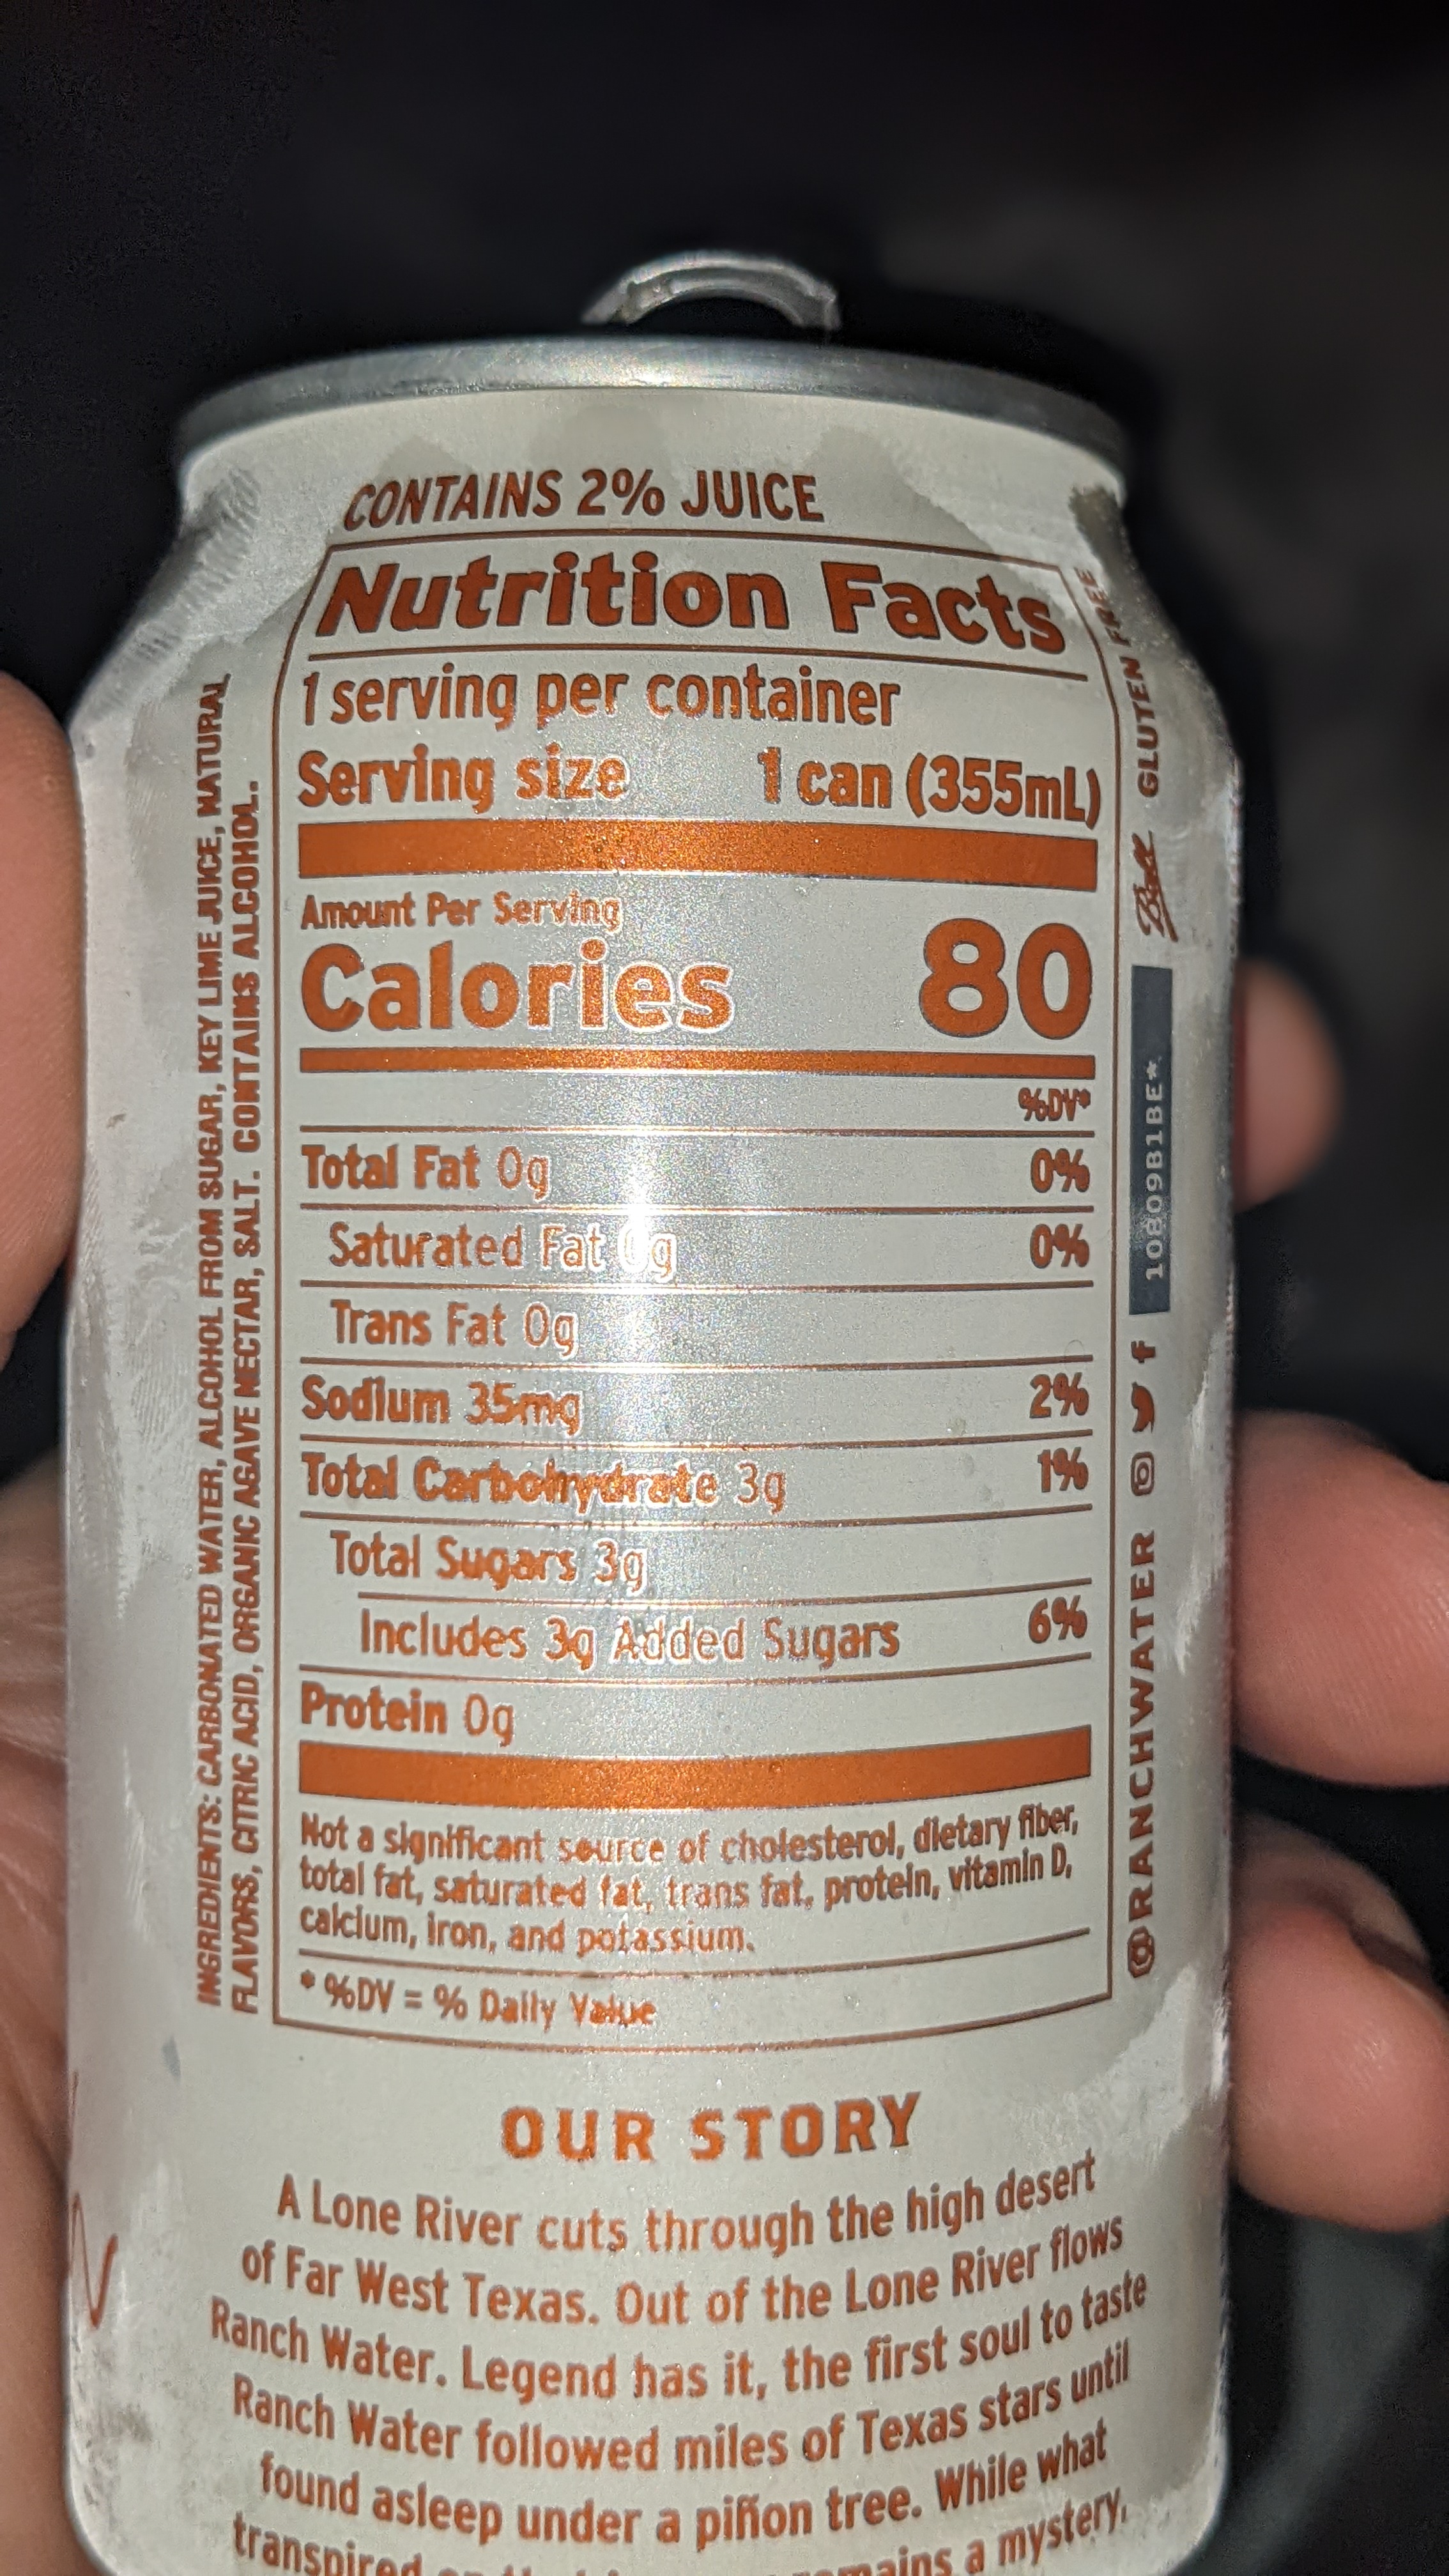 CONTAINS 2% JUICE
Nutrition Facts
1 serving per container
Serving size 1 can (355mL)
Amount Per Serving
Calories 80
%DV*
Total Fat 0g 0%
Saturated Fat 0g 0%
Trans Fat 0g
Sodium 35mg 2%
Total Carbohydrate 3g 1%
Total Sugars 3g
Includes 3g Added Sugars 6%
Protein 0g
Not a significant source of cholesterol, dietary fiber,
total fat, saturated fat, trans fat, protein, vitamin D,
calcium, iron, and potassium.
* %DV = % Daily Value
INGREDIENTS: CARBONATED WATER, ALCOHOL FROM SUGAR, KEY LIME JUICE, NATURAL
FLAVORS, CITRIC ACID, ORGANIC AGAVE NECTAR, SALT. CONTAINS ALCOHOL.
@RANCHWATER
10809B1BE*
Ball
GLUTEN FREE
OUR STORY
A Lone River cuts through the high desert
of Far West Texas. Out of the Lone River flows
Ranch Water. Legend has it, the first soul to taste
Ranch Water followed miles of Texas stars until
found asleep under a piñon tree. While what
transpired remains a mystery,